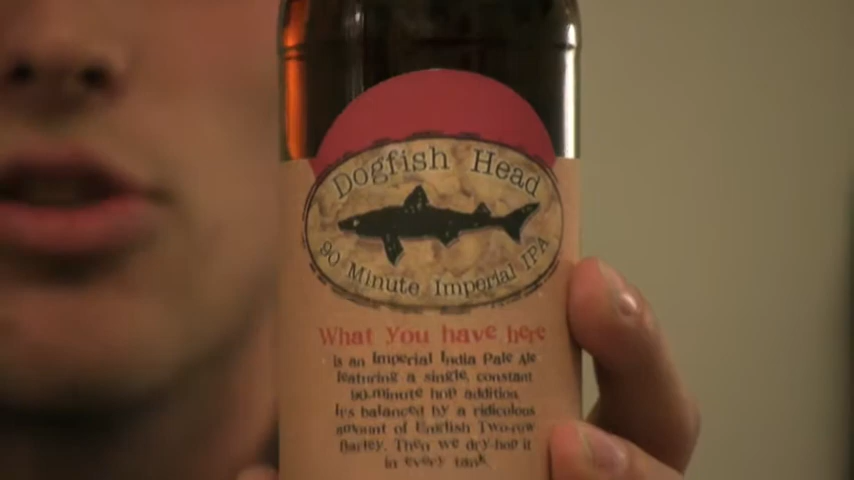 Dogfish Head
90 Minute Imperial IPA
What you have here
is an Imperial India Pale Ale
featuring a single, constant
90-minute hop addition.
It's balanced by a ridiculous
amount of English Two-row
Barley. Then we dry-hop it
in every tank.